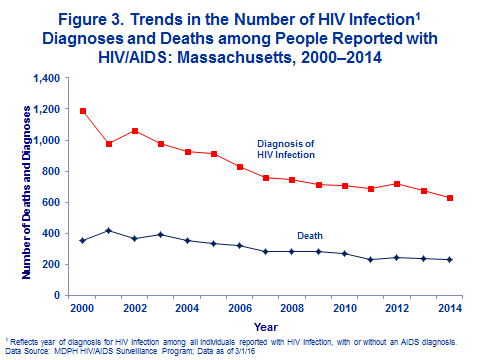 Figure 3. Trends in the Number of HIV Infection¹
Diagnoses and Deaths among People Reported with
HIV/AIDS: Massachusetts, 2000–2014
Number of Deaths and Diagnoses
1,400
1,200
1,000
800
600
400
200
0
Diagnosis of
HIV Infection
Death
2000 2002 2004 2006 2008 2010 2012 2014
Year
¹ Reflects year of diagnosis for HIV infection among all individuals reported with HIV infection, with or without an AIDS diagnosis.
Data Source: MDPH HIV/AIDS Surveillance Program; Data as of 3/1/16